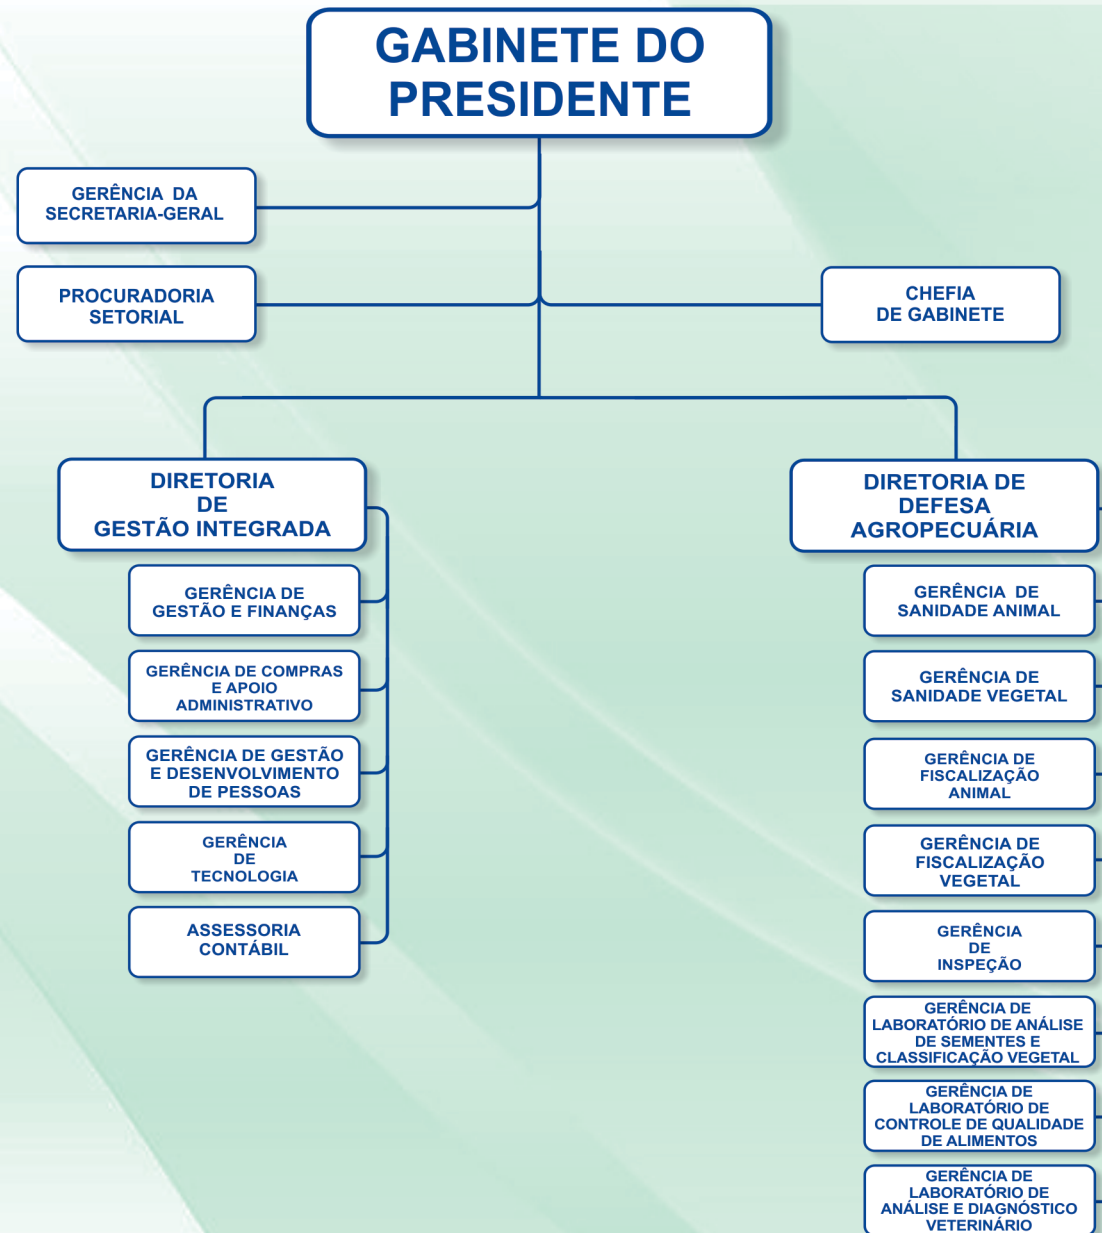 GABINETE DO
PRESIDENTE
GERÊNCIA DA
SECRETARIA-GERAL
PROCURADORIA
SETORIAL
CHEFIA
DE GABINETE
DIRETORIA
DE
GESTÃO INTEGRADA
GERÊNCIA DE
GESTÃO E FINANÇAS
GERÊNCIA DE COMPRAS
E APOIO
ADMINISTRATIVO
GERÊNCIA DE GESTÃO
E DESENVOLVIMENTO
DE PESSOAS
GERÊNCIA
DE
TECNOLOGIA
ASSESSORIA
CONTÁBIL
DIRETORIA DE
DEFESA
AGROPECUÁRIA
GERÊNCIA DE
SANIDADE ANIMAL
GERÊNCIA DE
SANIDADE VEGETAL
GERÊNCIA DE
FISCALIZAÇÃO
ANIMAL
GERÊNCIA DE
FISCALIZAÇÃO
VEGETAL
GERÊNCIA
DE
INSPEÇÃO
GERÊNCIA DE
LABORATÓRIO DE ANÁLISE
DE SEMENTES E
CLASSIFICAÇÃO VEGETAL
GERÊNCIA DE
LABORATÓRIO DE
CONTROLE DE QUALIDADE
DE ALIMENTOS
GERÊNCIA DE
LABORATÓRIO DE
ANÁLISE E DIAGNÓSTICO
VETERINÁRIO